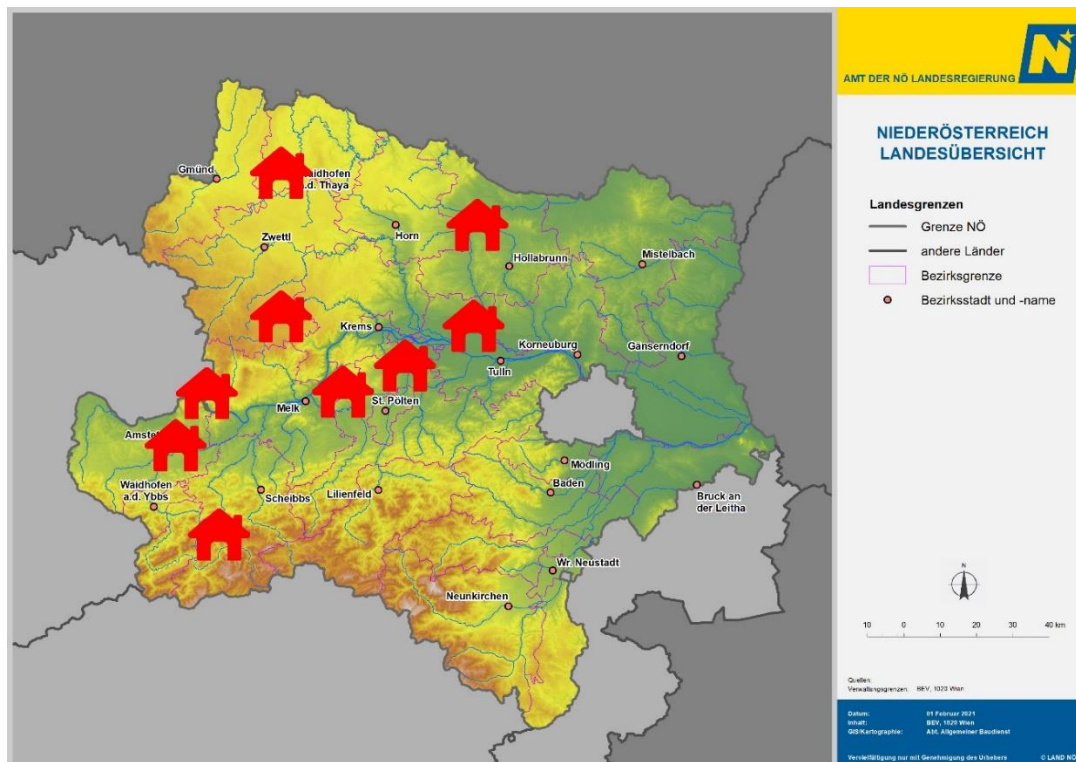 Gmünd
aidhofen
a.d. Thaya
Zwettl
Horn
Hollabrunn
Mistelbach
Krems
Korneuburg
Gänserndorf
Tulln
Melk
St. Pölten
Amstet
Mödling
Baden
Waidhofen
a.d. Ybbs
Scheibbs
Lilienfeld
Bruck an
der Leitha
Wr. Neustadt
Neunkirchen
AMT DER NÖ LANDESREGIERUNG
N
NIEDERÖSTERREICH
LANDESÜBERSICHT
Landesgrenzen
Grenze NÖ
andere Länder
Bezirksgrenze
Bezirksstadt und -name
N
10 0 10 20 30 40 km
Quellen:
Verwaltungsgrenzen: BEV, 1020 Wien
Datum: 01 Februar 2021
Inhalt: BEV, 1020 Wien
GIS/Kartographie: Abt. Allgemeiner Baudienst
Vervielfältigung nur mit Genehmigung des Urhebers © LAND NÖ